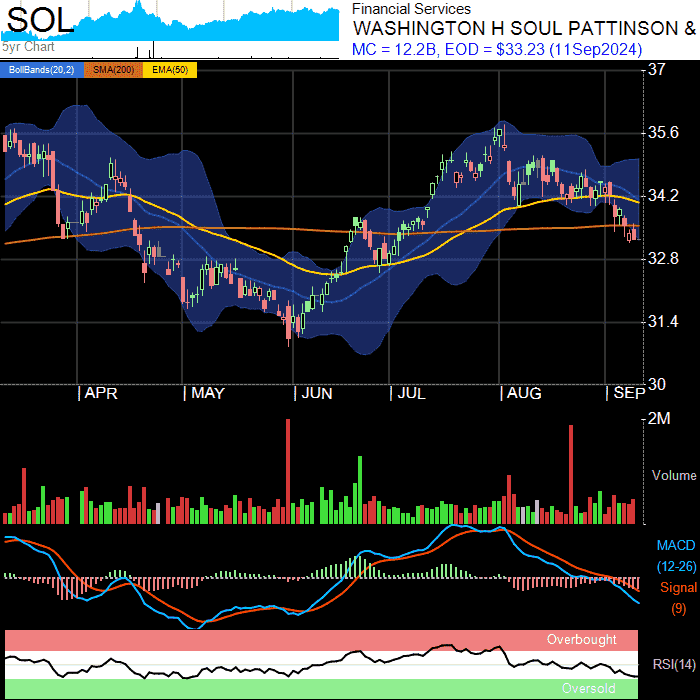 SOL
5yr Chart
Financial Services
WASHINGTON H SOUL PATTINSON &
MC = 12.2B, EOD = $33.23 (11Sep2024)
BollBands(20,2) SMA(200) EMA(50)
37
35.6
34.2
32.8
31.4
30
APR MAY JUN JUL AUG SEP
2M
Volume
MACD
(12-26)
Signal
(9)
Overbought
RSI(14)
Oversold